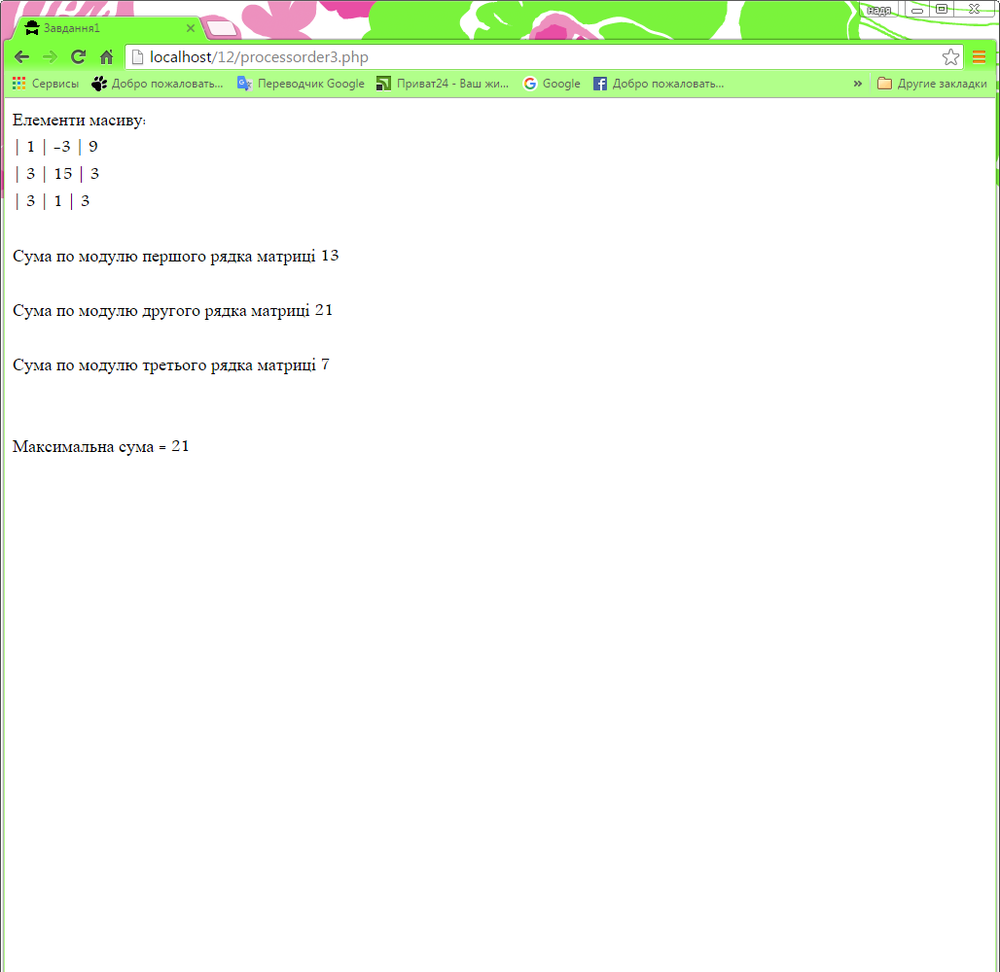 надя
Завдання1
localhost/12/processorder3.php
Сервисы Добро пожаловать... Переводчик Google Приват24 - Ваш жи... Google Добро пожаловать... » Другие закладки
Елементи масиву:
| 1 | -3 | 9
| 3 | 15 | 3
| 3 | 1 | 3
Сума по модулю першого рядка матриці 13
Сума по модулю другого рядка матриці 21
Сума по модулю третього рядка матриці 7
Максимальна сума = 21